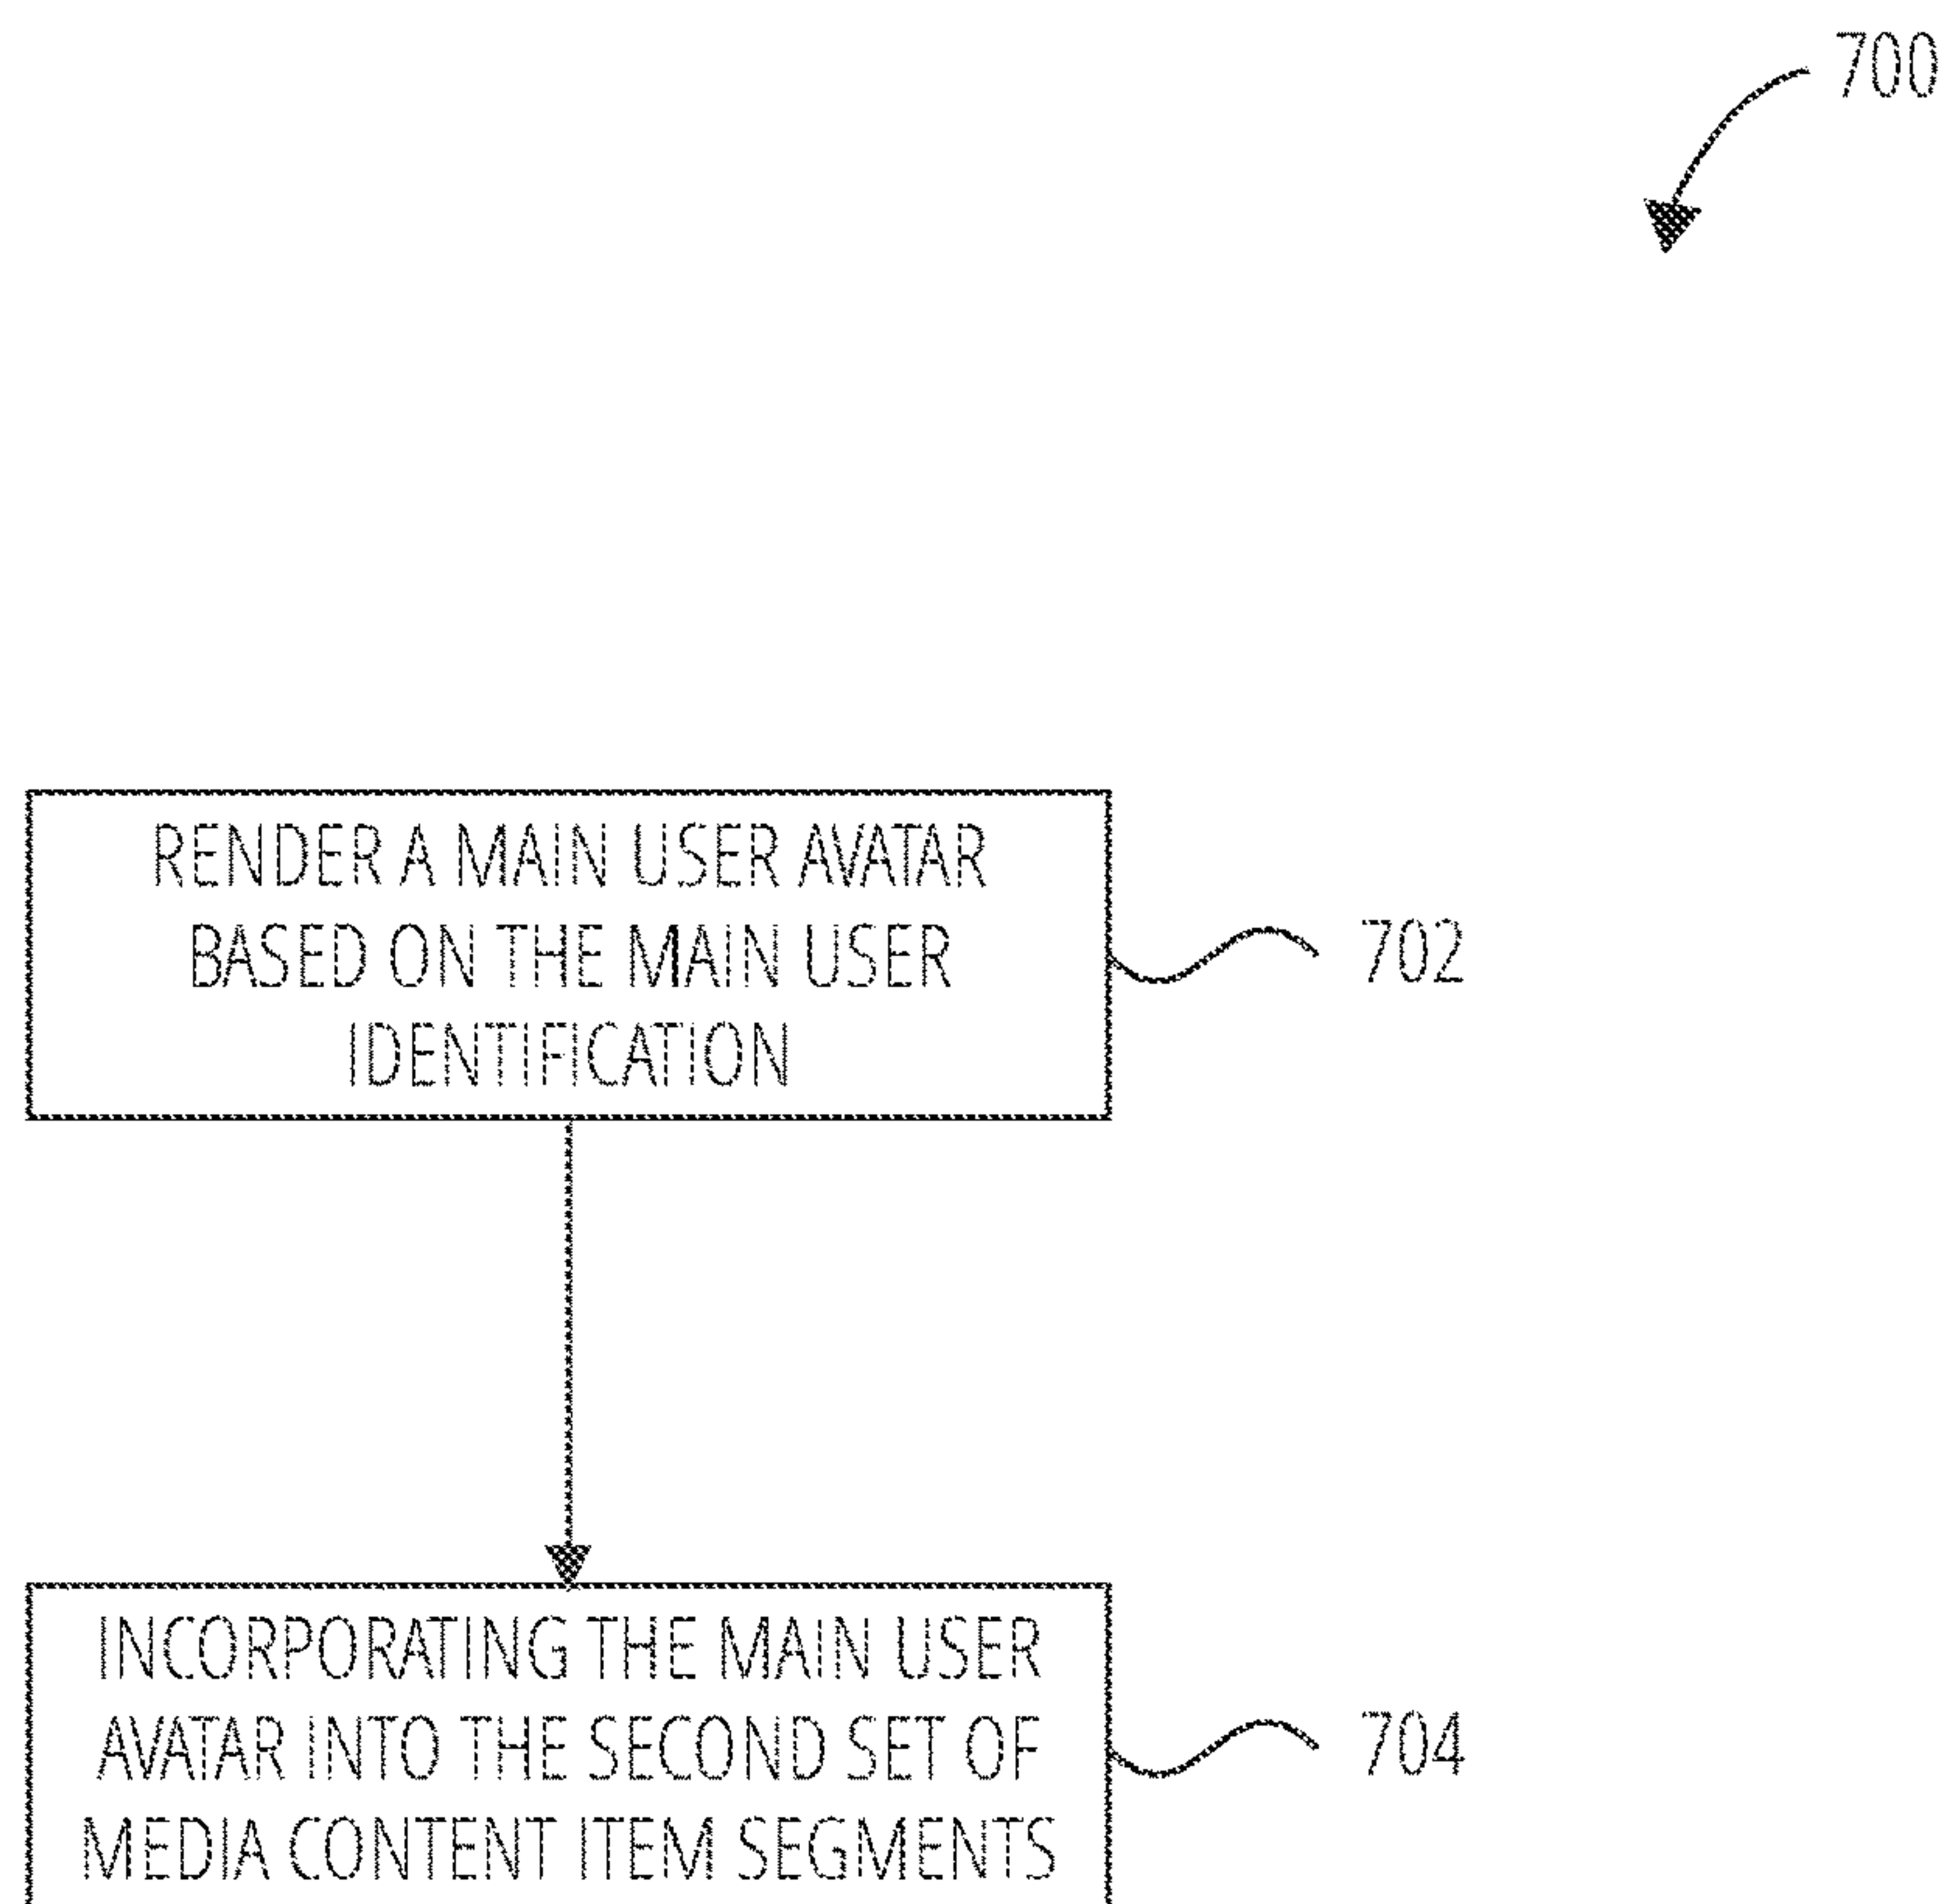 700
RENDER A MAIN USER AVATAR
BASED ON THE MAIN USER
IDENTIFICATION
702
INCORPORATING THE MAIN USER
AVATAR INTO THE SECOND SET OF
MEDIA CONTENT ITEM SEGMENTS
704